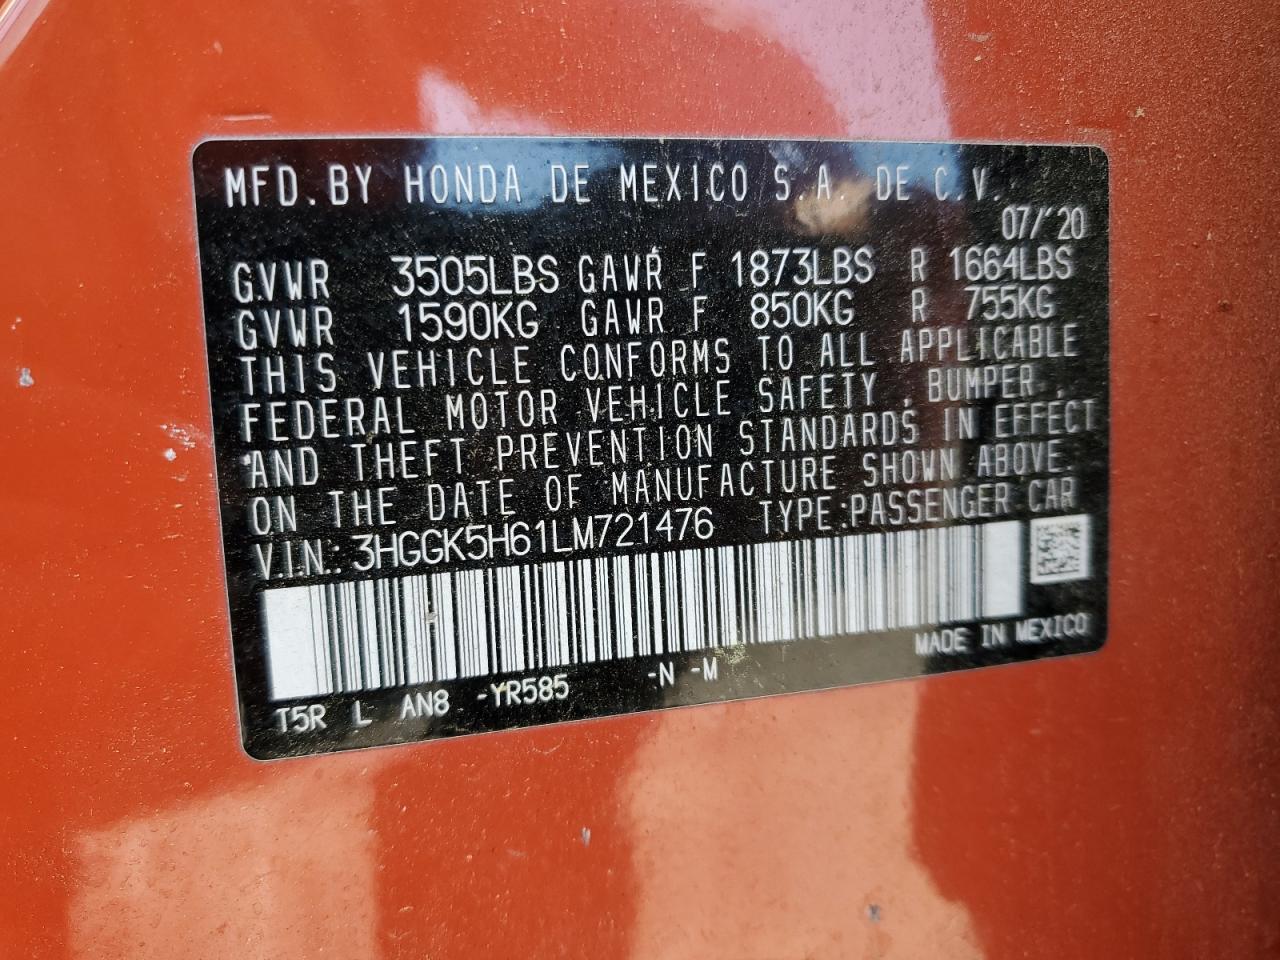 MFD.BY HONDA DE MEXICO S.A. DE C.V.
07/'20
GVWR 3505LBS GAWR F 1873LBS R 1664LBS
GVWR 1590KG GAWR F 850KG R 755KG
THIS VEHICLE CONFORMS TO ALL APPLICABLE
FEDERAL MOTOR VEHICLE SAFETY, BUMPER,
AND THEFT PREVENTION STANDARDS IN EFFECT
ON THE DATE OF MANUFACTURE SHOWN ABOVE.
V.I.N.: 3HGGK5H61LM721476 TYPE:PASSENGER CAR
MADE IN MEXICO
T5R L AN8 -YR585 -N -M